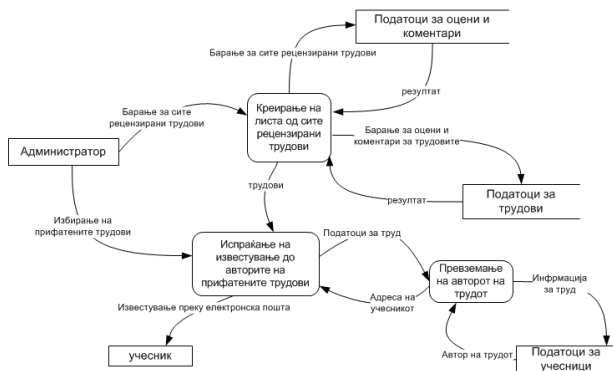 Податоци за оцени и
коментари
Барање за сите рецензирани трудови
резултат
Барање за сите
рецензирани трудови
Креирање на
листа од сите
рецензирани
трудови
Барање за оцени и
коментари за трудовите
Администратор
трудови
резултат
Податоци за
трудови
Избирање на
прифатените трудови
Испраќање на
известување до
авторите на
прифатените трудови
Податоци за труд
Превземање
на авторот на
трудот
Инфрмација
за труд
Адреса на
учесникот
Известување преку електронска пошта
учесник
Автор на трудот
Податоци за
учесници